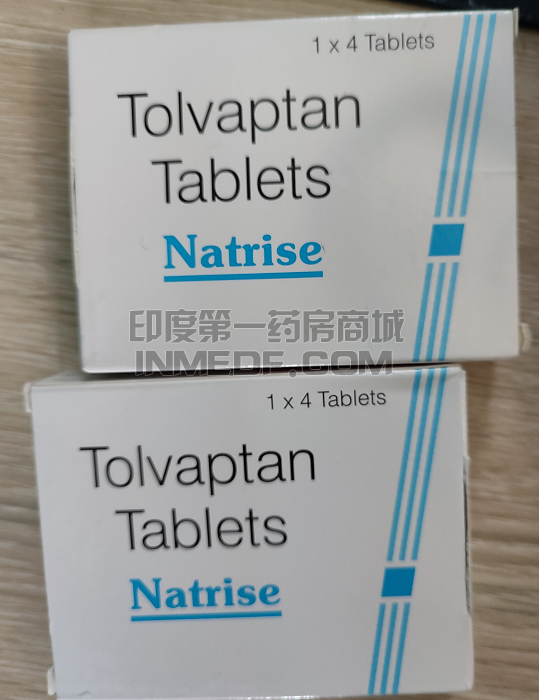 1 x 4 Tablets
Tolvaptan
Tablets
Natrise
印度第一药房商城
INMEDE.COM
1 x 4 Tablets
Tolvaptan
Tablets
Natrise